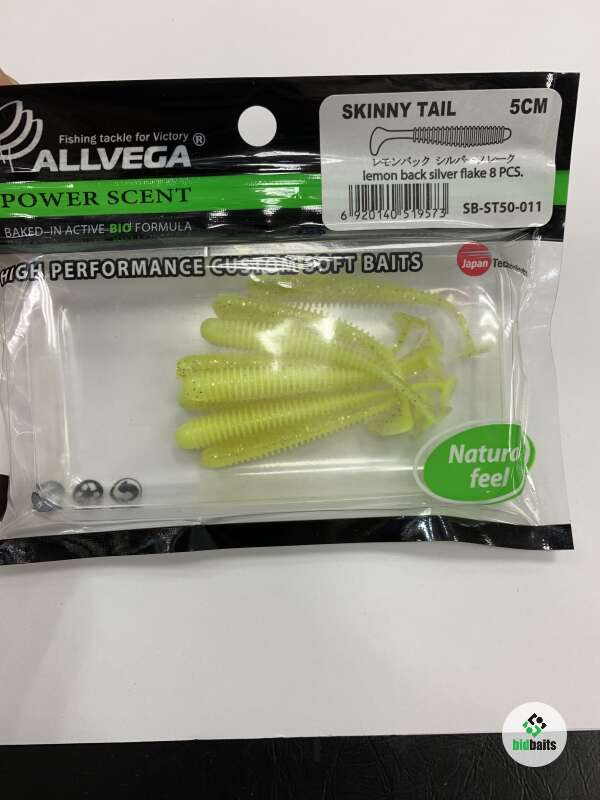 Fishing tackle for Victory
ALLVEGA®
POWER SCENT
BAKED-IN ACTIVE BIO FORMULA
SKINNY TAIL 5CM
レモンバック シルバーフレーク
lemon back silver flake 8 PCS.
6 920140 519573
SB-ST50-011
HIGH PERFORMANCE CUSTOM SOFT BAITS
Japan
Natural
feel
bidbaits